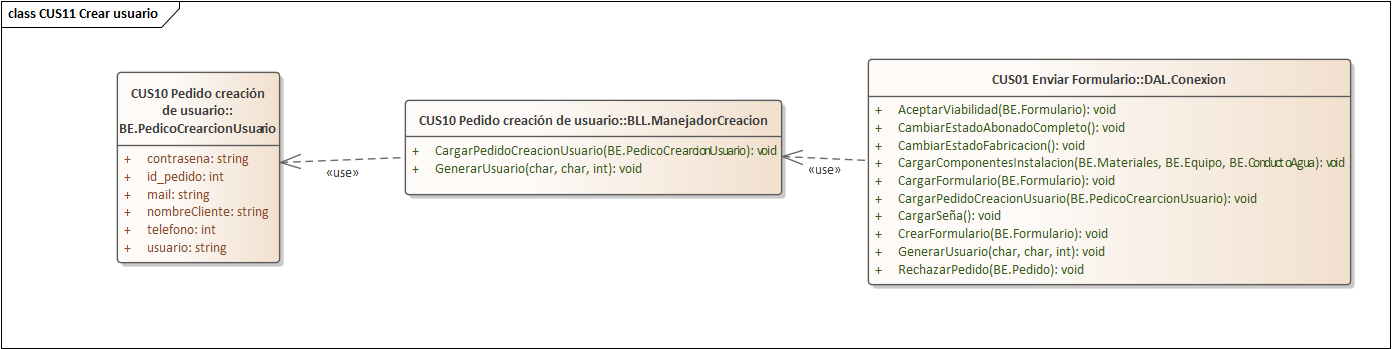 class CUS11 Crear usuario
CUS10 Pedido creación
de usuario::
BE.PedicoCrearcionUsuario
+ contrasena: string
+ id_pedido: int
+ mail: string
+ nombreCliente: string
+ telefono: int
+ usuario: string
«use»
CUS10 Pedido creación de usuario::BLL.ManejadorCreacion
+ CargarPedidoCreacionUsuario(BE.PedicoCrearcionUsuario): void
+ GenerarUsuario(char, char, int): void
«use»
CUS01 Enviar Formulario::DAL.Conexion
+ AceptarViabilidad(BE.Formulario): void
+ CambiarEstadoAbonadoCompleto(): void
+ CambiarEstadoFabricacion(): void
+ CargarComponentesInstalacion(BE.Materiales, BE.Equipo, BE.ConductoAgua): void
+ CargarFormulario(BE.Formulario): void
+ CargarPedidoCreacionUsuario(BE.PedicoCrearcionUsuario): void
+ CargarSeña(): void
+ CrearFormulario(BE.Formulario): void
+ GenerarUsuario(char, char, int): void
+ RechazarPedido(BE.Pedido): void